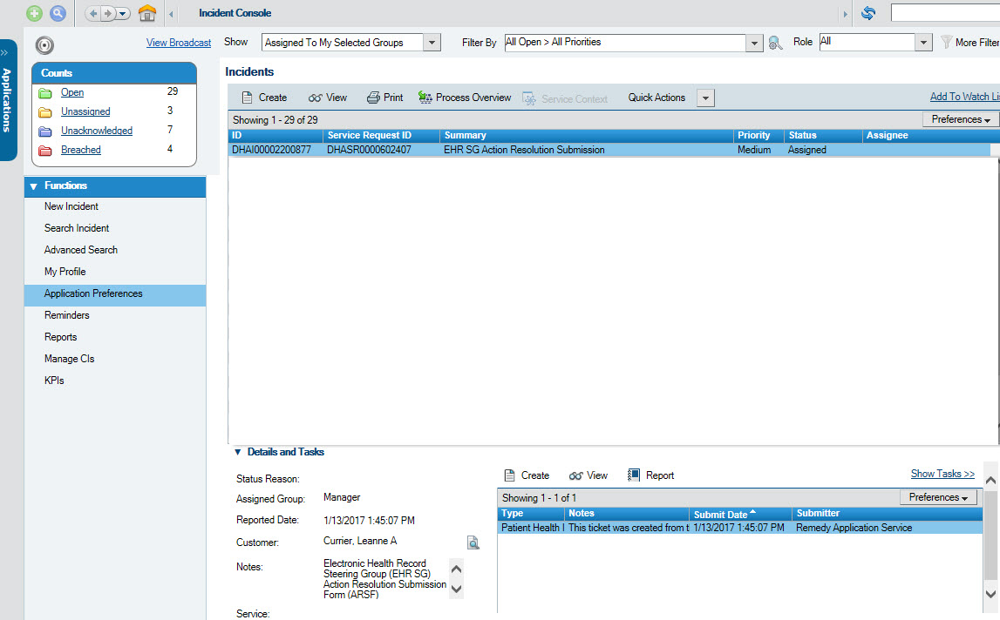 Incident Console
Applications
View Broadcast
Show Assigned To My Selected Groups Filter By All Open > All Priorities Role All More Filter
Counts
Open 29
Unassigned 3
Unacknowledged 7
Breached 4
Functions
New Incident
Search Incident
Advanced Search
My Profile
Application Preferences
Reminders
Reports
Manage CIs
KPIs
Incidents
Create View Print Process Overview Service Context Quick Actions Add To Watch Li
Showing 1 - 29 of 29 Preferences
ID Service Request ID Summary Priority Status Assignee
DHAI00002200877 DHASR0000602407 EHR SG Action Resolution Submission Medium Assigned
Details and Tasks
Status Reason:
Assigned Group: Manager
Reported Date: 1/13/2017 1:45:07 PM
Customer: Currier, Leanne A
Notes: Electronic Health Record
Steering Group (EHR SG)
Action Resolution Submission
Form (ARSF)
Service:
Create View Report Show Tasks >>
Showing 1 - 1 of 1 Preferences
Type Notes Submit Date Submitter
Patient Health I This ticket was created from t 1/13/2017 1:45:07 PM Remedy Application Service